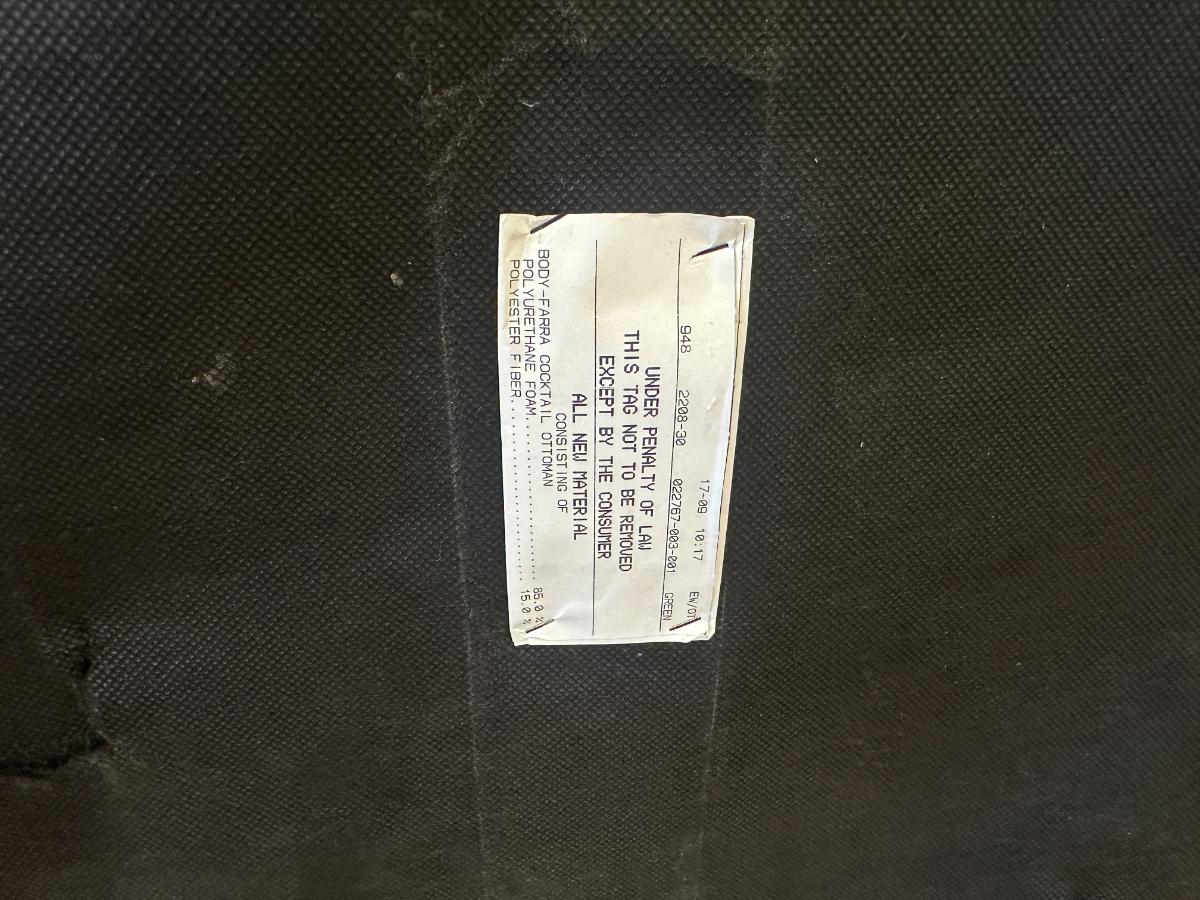 17-09 10:17 EW/OT
948 2208-30 022767-003-001 GREEN
UNDER PENALTY OF LAW
THIS TAG NOT TO BE REMOVED
EXCEPT BY THE CONSUMER
ALL NEW MATERIAL
CONSISTING OF
BODY-FARRA COCKTAIL OTTOMAN
POLYURETHANE FOAM.................. 85.0 %
POLYESTER FIBER.................... 15.0 %